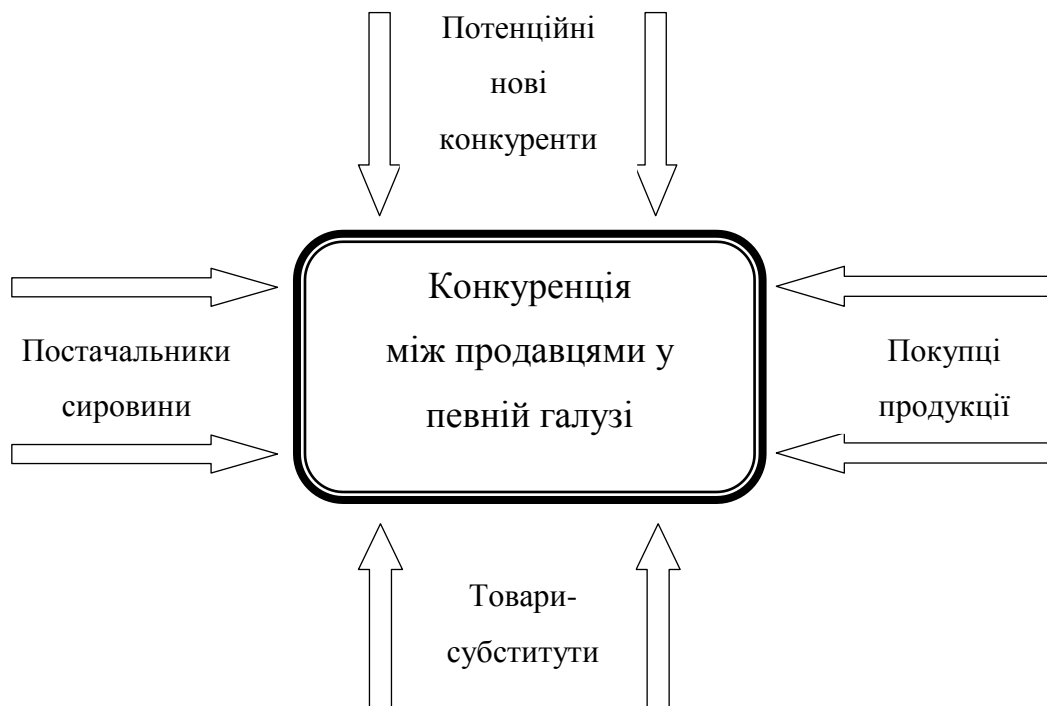 Потенційні
нові
конкуренти
Конкуренція
між продавцями у
певній галузі
Постачальники
сировини
Покупці
продукції
Товари-
субститути